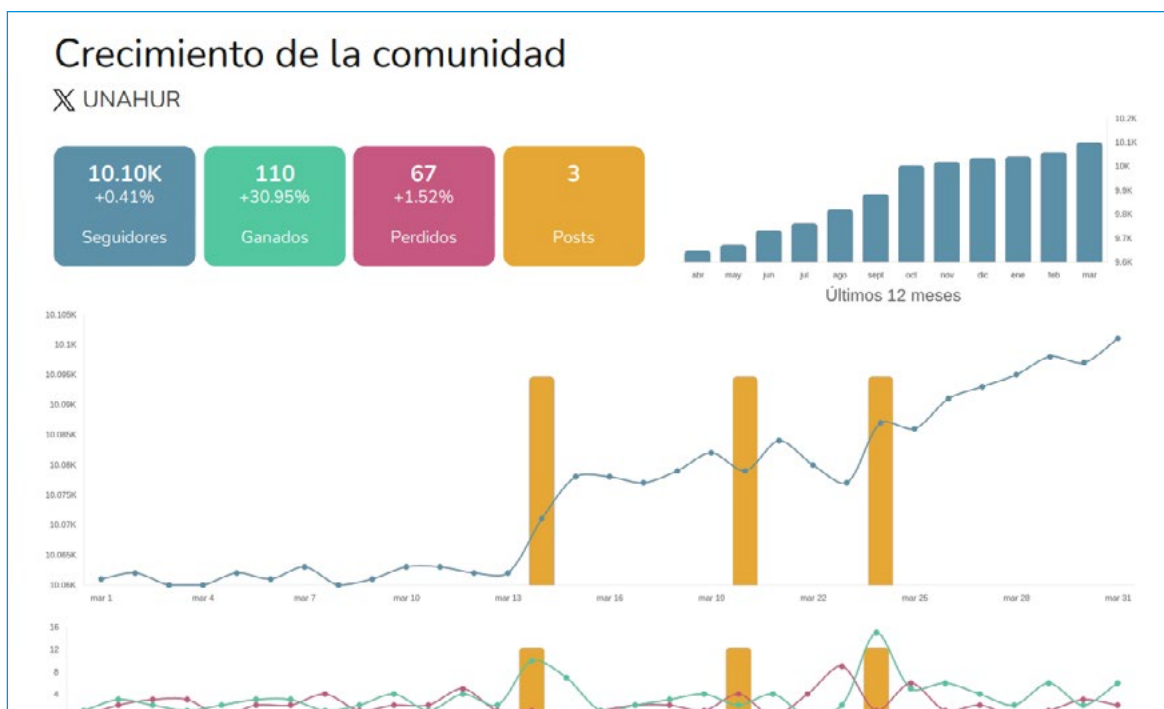 Crecimiento de la comunidad
X UNAHUR
10.10K
+0.41%
Seguidores
110
+30.95%
Ganados
67
+1.52%
Perdidos
3
Posts
10.2K
10.1K
10K
9.9K
9.8K
9.7K
9.6K
abr may jun jul ago sept oct nov dic ene feb mar
Últimos 12 meses
10.105K
10.1K
10.095K
10.09K
10.085K
10.08K
10.075K
10.07K
10.065K
10.06K
mar 1 mar 4 mar 7 mar 10 mar 13 mar 16 mar 19 mar 22 mar 25 mar 28 mar 31
16
12
8
4